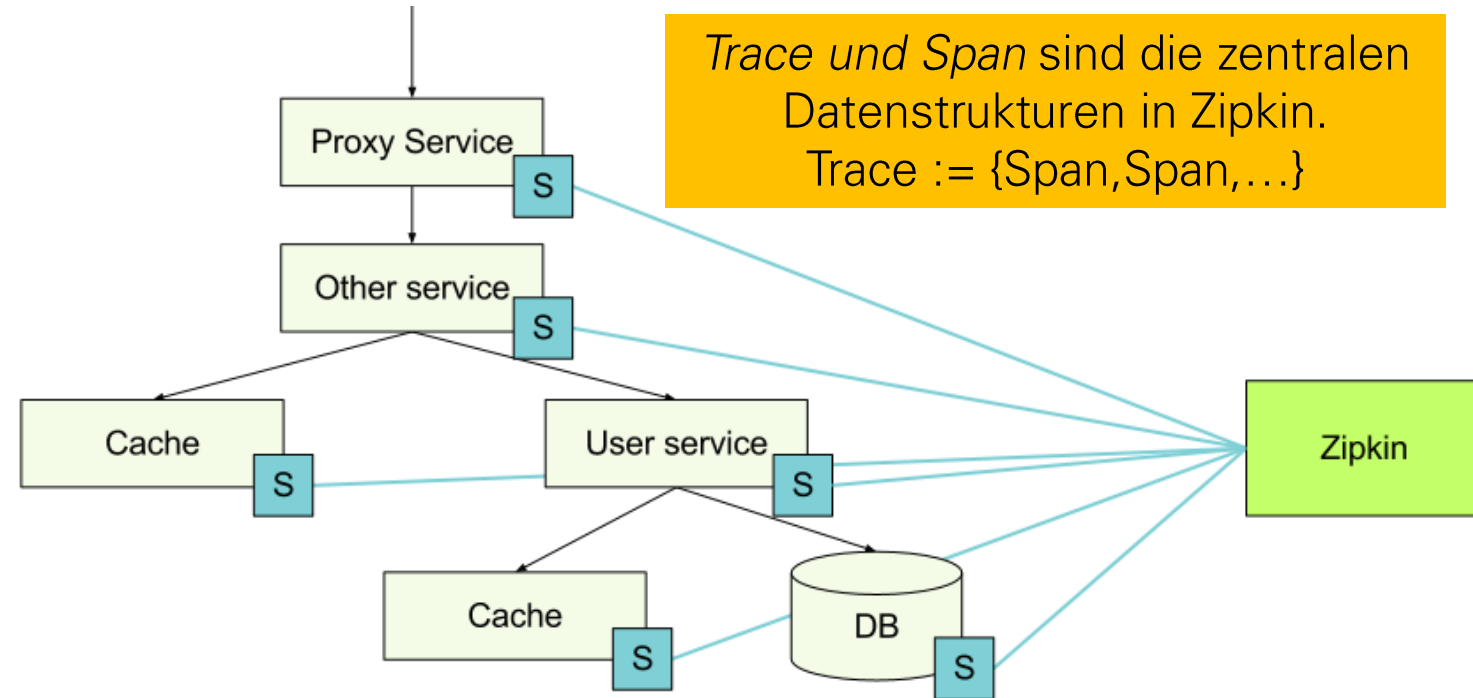 Trace und Span sind die zentralen
Datenstrukturen in Zipkin.
Trace := {Span,Span,…}
Proxy Service
S
Other service
S
Cache
S
User service
S
Zipkin
Cache
S
DB
S